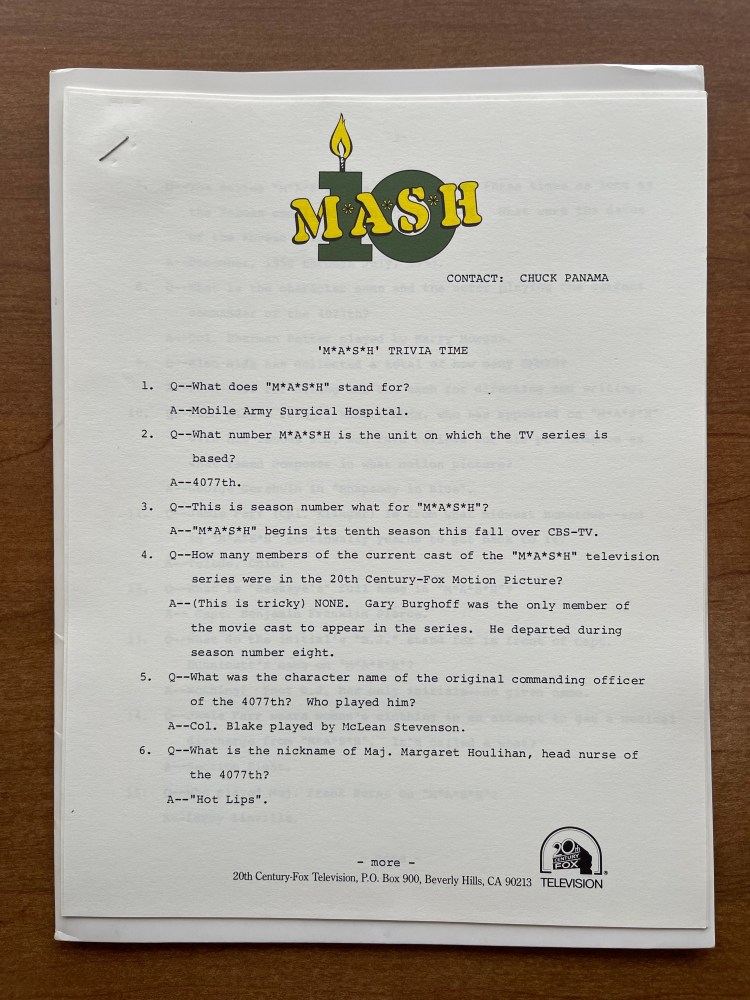 10
M*A*S*H
CONTACT: CHUCK PANAMA
'M*A*S*H' TRIVIA TIME
1. Q--What does "M*A*S*H" stand for?
A--Mobile Army Surgical Hospital.
2. Q--What number M*A*S*H is the unit on which the TV series is
based?
A--4077th.
3. Q--This is season number what for "M*A*S*H"?
A--"M*A*S*H" begins its tenth season this fall over CBS-TV.
4. Q--How many members of the current cast of the "M*A*S*H" television
series were in the 20th Century-Fox Motion Picture?
A--(This is tricky) NONE. Gary Burghoff was the only member of
the movie cast to appear in the series. He departed during
season number eight.
5. Q--What was the character name of the original commanding officer
of the 4077th? Who played him?
A--Col. Blake played by McLean Stevenson.
6. Q--What is the nickname of Maj. Margaret Houlihan, head nurse of
the 4077th?
A--"Hot Lips".
- more -
20th Century-Fox Television, P.O. Box 900, Beverly Hills, CA 90213
20th
CENTURY
FOX
®
TELEVISION